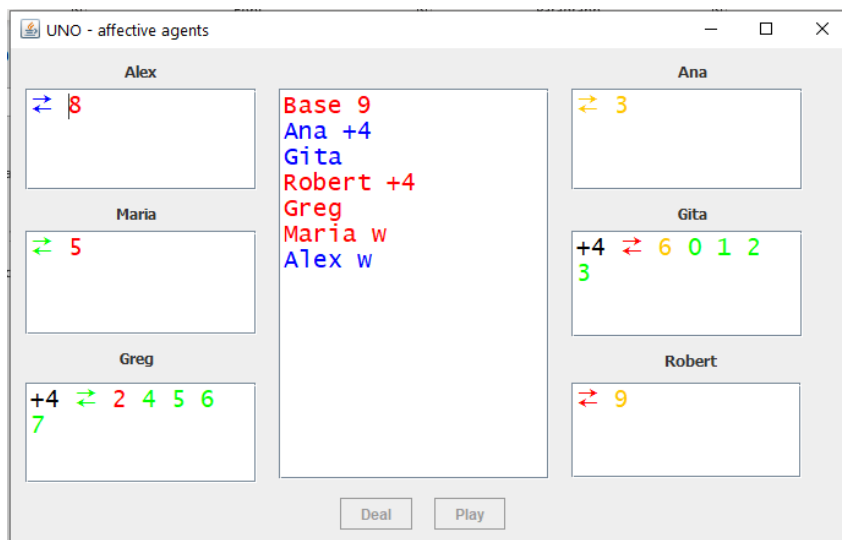 UNO - affective agents
Alex
⇄ 8
Maria
⇄ 5
Greg
+4 ⇄ 2 4 5 6
7
Base 9
Ana +4
Gita
Robert +4
Greg
Maria w
Alex w
Ana
⇄ 3
Gita
+4 ⇄ 6 0 1 2
3
Robert
⇄ 9
Deal
Play